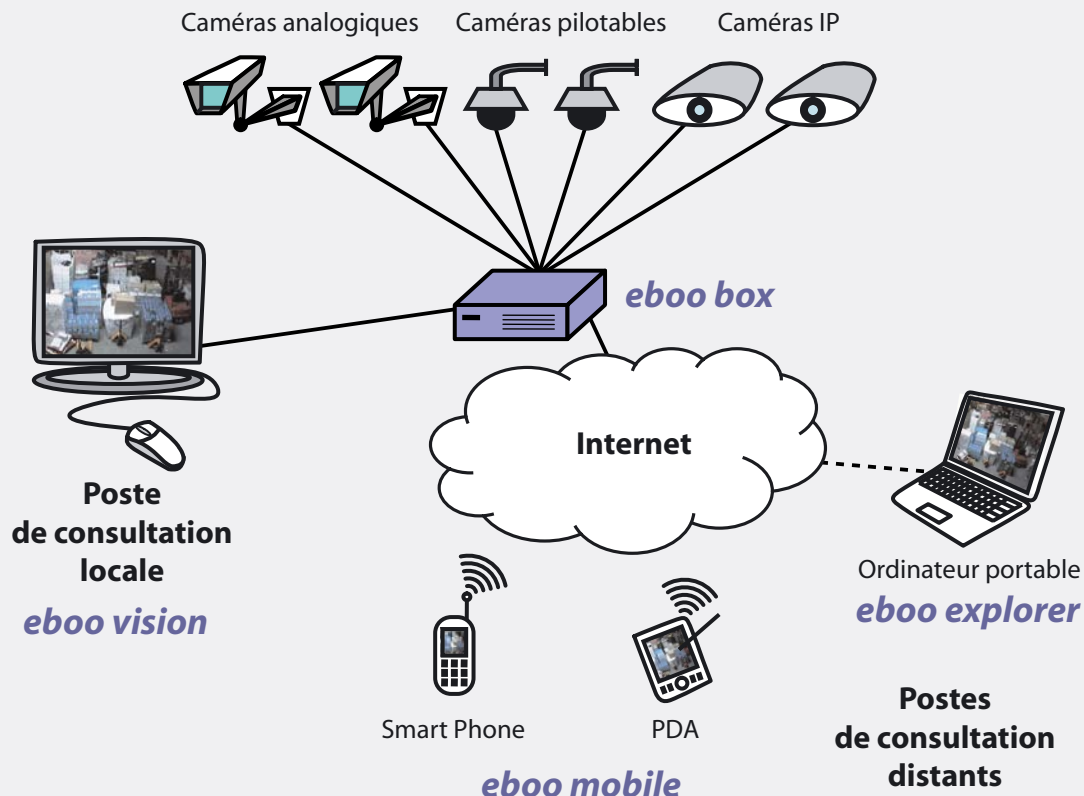 Caméras analogiques
Caméras pilotables
Caméras IP
eboo box
Internet
Poste
de consultation
locale
eboo vision
Ordinateur portable
eboo explorer
Smart Phone
PDA
eboo mobile
Postes
de consultation
distants